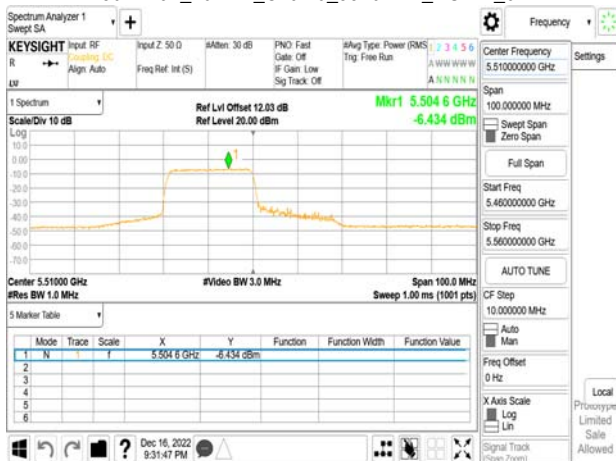 Spectrum Analyzer 1
Swept SA
Frequency
Settings
KEYSIGHT
R
LXI
Input: RF
Coupling: DC
Align: Auto
Input Z: 50 Ω
Freq Ref: Int (S)
#Atten: 30 dB
PNO: Fast
Gate: Off
IF Gain: Low
Sig Track: Off
#Avg Type: Power (RMS
Trig: Free Run
1 2 3 4 5 6
A W W W W W
A N N N N N
1 Spectrum
Scale/Div 10 dB
Ref Lvl Offset 12.03 dB
Ref Level 20.00 dBm
Mkr1 5.504 6 GHz
-6.434 dBm
Log
10.0
0.00
-10.0
-20.0
-30.0
-40.0
-50.0
-60.0
-70.0
1
Center 5.51000 GHz
#Res BW 1.0 MHz
#Video BW 3.0 MHz
Span 100.0 MHz
Sweep 1.00 ms (1001 pts)
5 Marker Table
Mode Trace Scale X Y Function Function Width Function Value
1 N 1 f 5.504 6 GHz -6.434 dBm
2
3
4
5
6
Dec 16, 2022
9:31:47 PM
Center Frequency
5.510000000 GHz
Span
100.000000 MHz
Swept Span
Zero Span
Full Span
Start Freq
5.460000000 GHz
Stop Freq
5.560000000 GHz
AUTO TUNE
CF Step
10.000000 MHz
Auto
Man
Freq Offset
0 Hz
X Axis Scale
Log
Lin
Signal Track
(Span Zoom)
Local
Prototype
Limited
Sale
Allowed